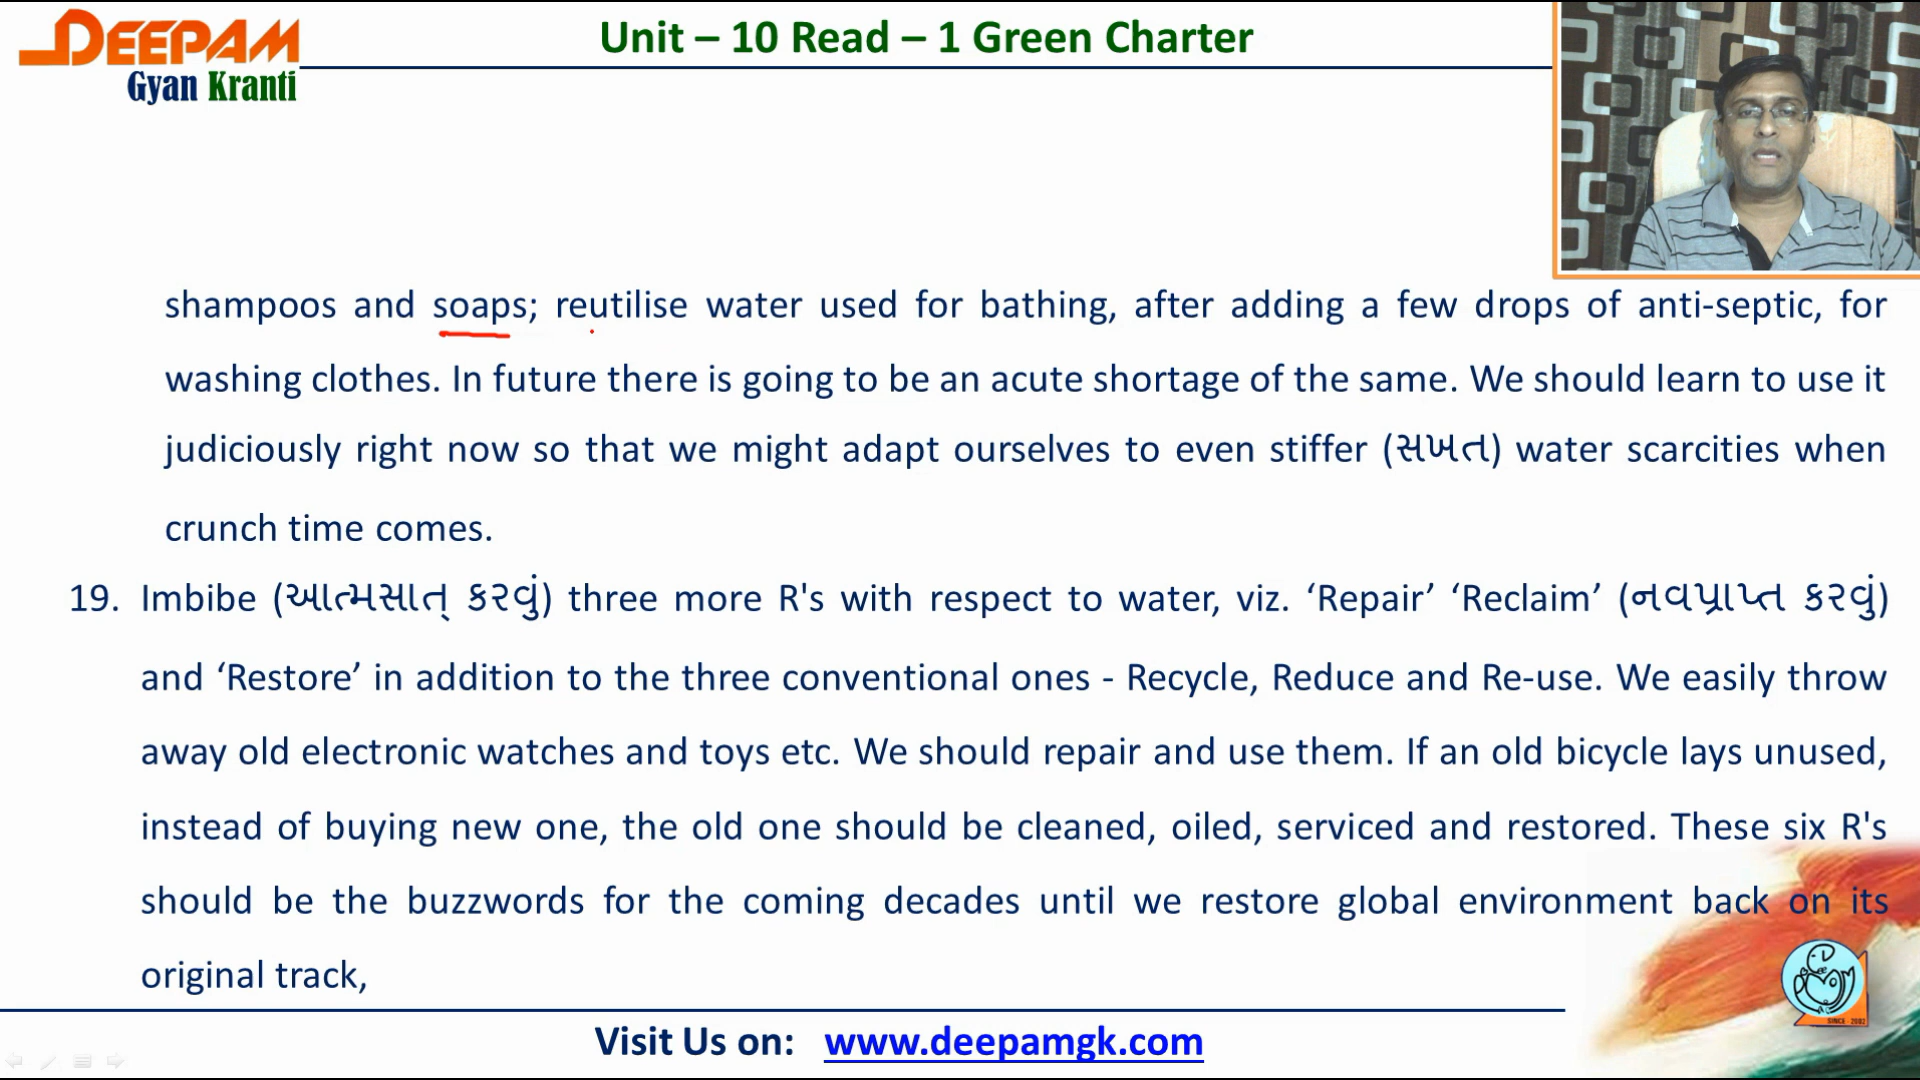 DEEPAM
Gyan Kranti
Unit – 10 Read – 1 Green Charter
shampoos and soaps; reutilise water used for bathing, after adding a few drops of anti-septic, for
washing clothes. In future there is going to be an acute shortage of the same. We should learn to use it
judiciously right now so that we might adapt ourselves to even stiffer (સખત) water scarcities when
crunch time comes.
19. Imbibe (આત્મસાત્ કરવું) three more R's with respect to water, viz. ‘Repair’ ‘Reclaim’ (નવપ્રાપ્ત કરવું)
and ‘Restore’ in addition to the three conventional ones - Recycle, Reduce and Re-use. We easily throw
away old electronic watches and toys etc. We should repair and use them. If an old bicycle lays unused,
instead of buying new one, the old one should be cleaned, oiled, serviced and restored. These six R's
should be the buzzwords for the coming decades until we restore global environment back on its
original track,
SINCE - 2002
Visit Us on: www.deepamgk.com